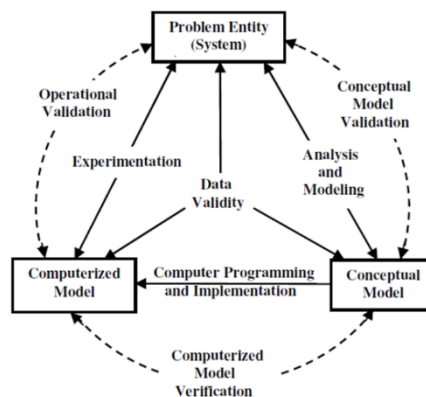 Problem Entity
(System)
Operational
Validation
Conceptual
Model
Validation
Experimentation
Analysis
and
Modeling
Data
Validity
Computerized
Model
Computer Programming
and Implementation
Conceptual
Model
Computerized
Model
Verification